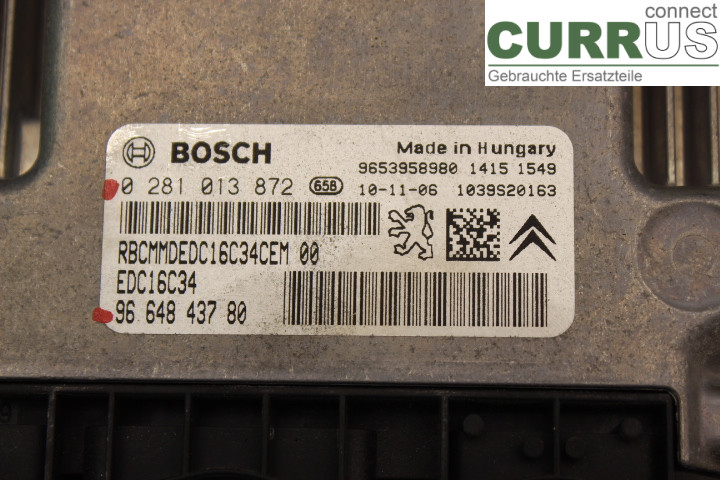 connect
CURRUS
Gebrauchte Ersatzteile
BOSCH
Made in Hungary
9653958980 1415 1549
0 281 013 872 658 10-11-06 1039S20163
RBCMMDEDC16C34CEM 00
EDC16C34
96 648 437 80